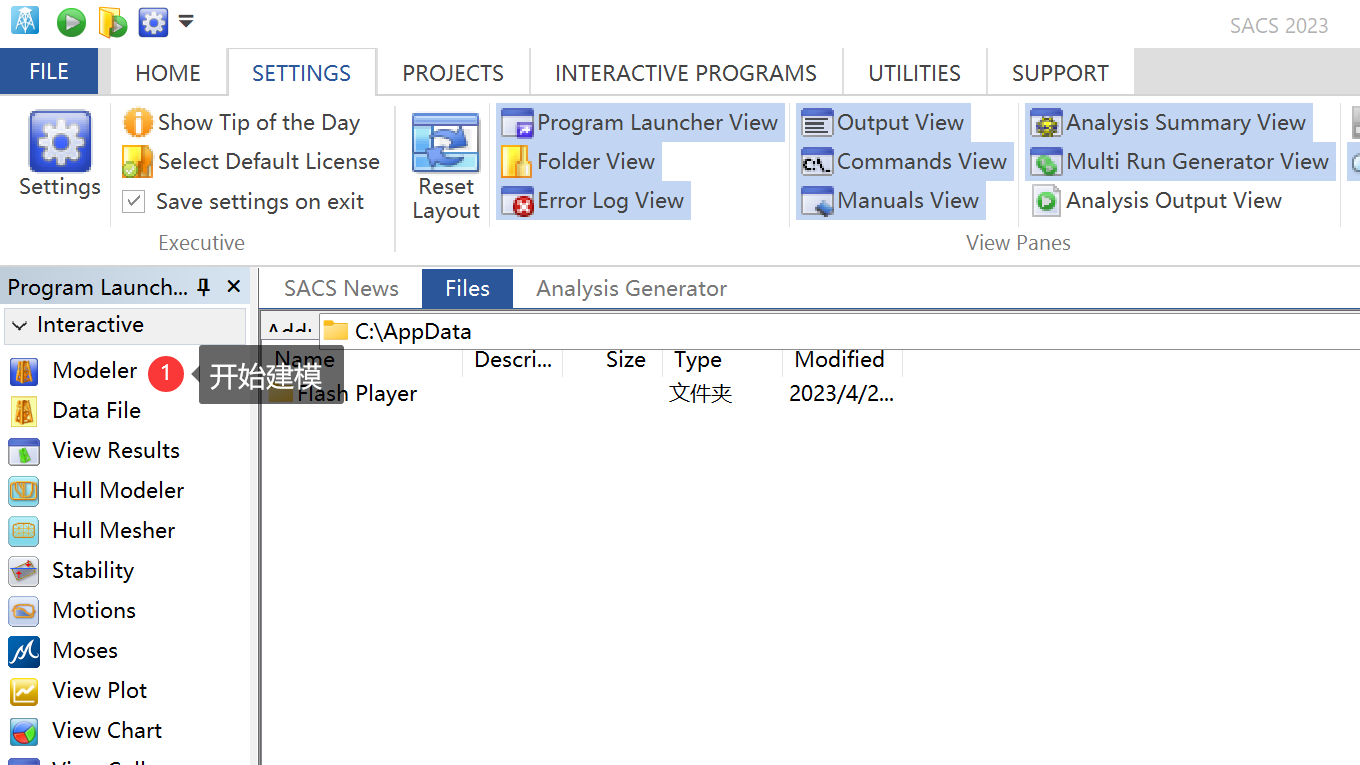 SACS 2023
FILE HOME SETTINGS PROJECTS INTERACTIVE PROGRAMS UTILITIES SUPPORT
Settings
Show Tip of the Day
Select Default License
Save settings on exit
Executive
Reset
Layout
Program Launcher View
Folder View
Error Log View
Output View
Commands View
Manuals View
Analysis Summary View
Multi Run Generator View
Analysis Output View
View Panes
Program Launch...
Interactive
Modeler
1
开始建模
Data File
View Results
Hull Modeler
Hull Mesher
Stability
Motions
Moses
View Plot
View Chart
SACS News Files Analysis Generator
C:\AppData
Name Descri... Size Type Modified
Flash Player 文件夹 2023/4/2...